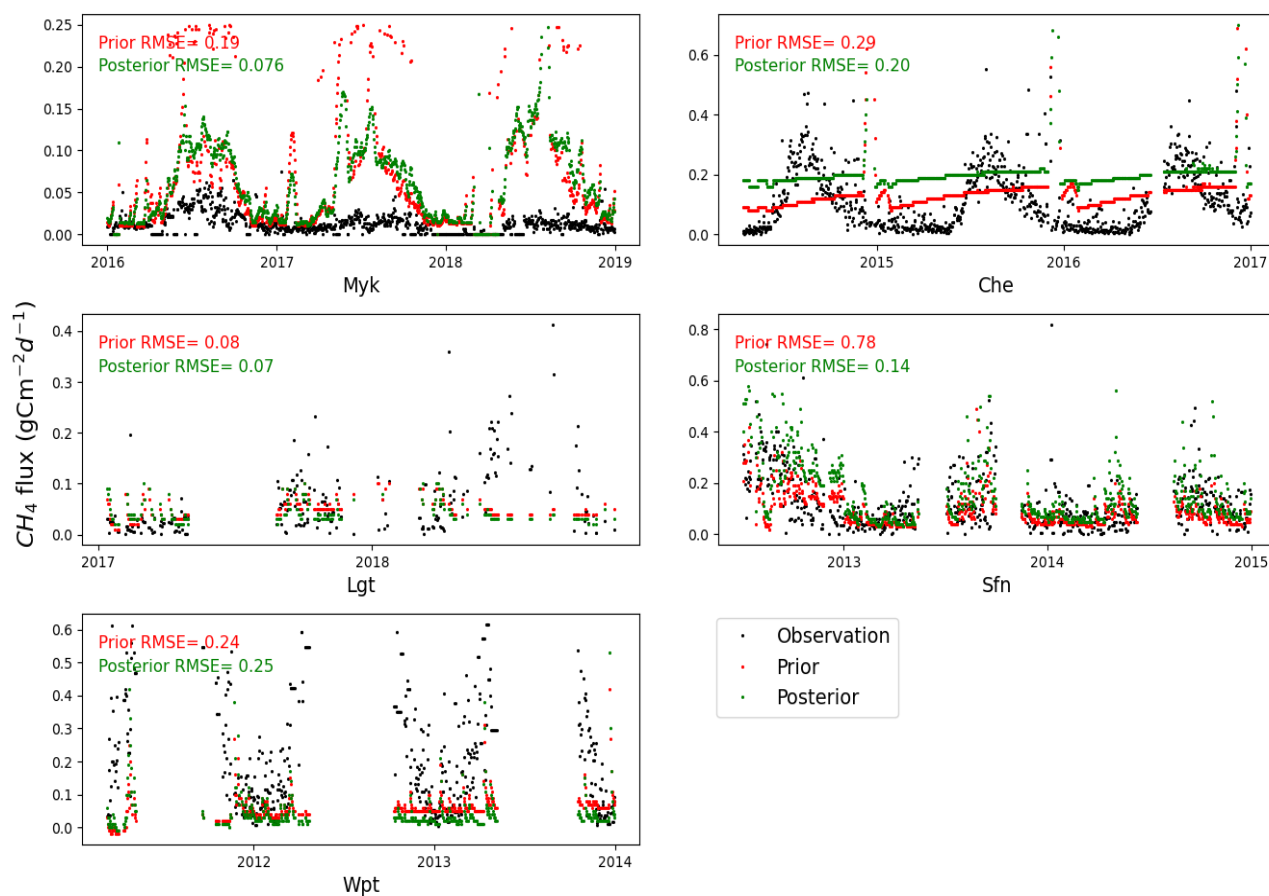 0.25
0.20
0.15
0.10
0.05
0.00
Prior RMSE= 0.19
Posterior RMSE= 0.076
2016
2017
2018
2019
Myk
0.6
0.4
0.2
0.0
Prior RMSE= 0.29
Posterior RMSE= 0.20
2015
2016
2017
Che
CH₄ flux (gCm⁻²d⁻¹)
0.4
0.3
0.2
0.1
0.0
Prior RMSE= 0.08
Posterior RMSE= 0.07
2017
2018
Lgt
0.8
0.6
0.4
0.2
0.0
Prior RMSE= 0.78
Posterior RMSE= 0.14
2013
2014
2015
Sfn
0.6
0.5
0.4
0.3
0.2
0.1
0.0
Prior RMSE= 0.24
Posterior RMSE= 0.25
2012
2013
2014
Wpt
Observation
Prior
Posterior